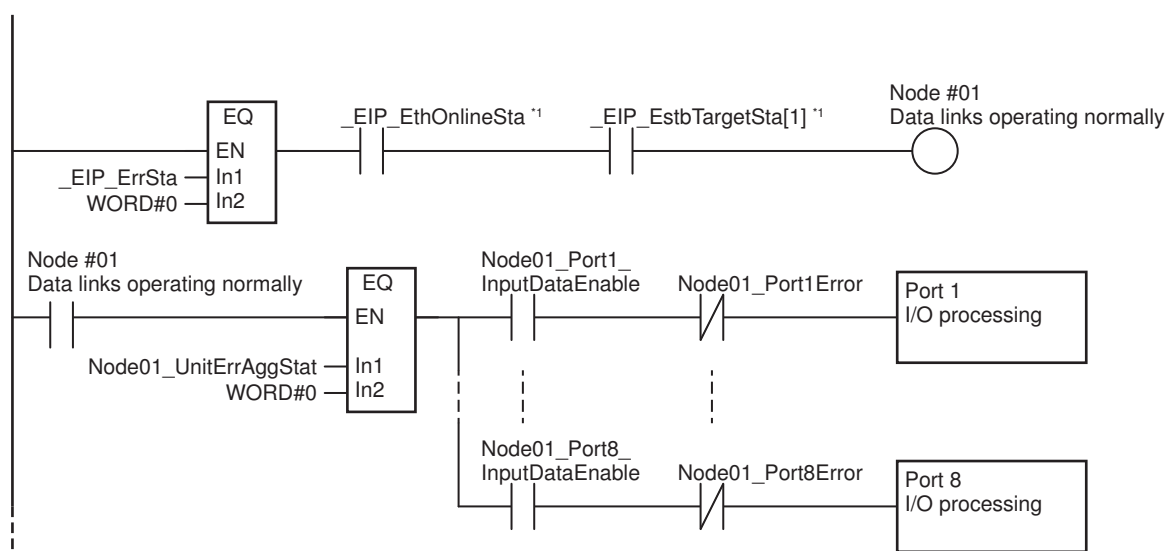 Node #01
Data links operating normally
EQ
_EIP_EthOnlineSta *1
_EIP_EstbTargetSta[1] *1
EN
_EIP_ErrSta
In1
WORD#0
In2
Node #01
Data links operating normally
EQ
EN
Node01_UnitErrAggStat
In1
WORD#0
In2
Node01_Port1_
InputDataEnable
Node01_Port1Error
Port 1
I/O processing
Node01_Port8_
InputDataEnable
Node01_Port8Error
Port 8
I/O processing